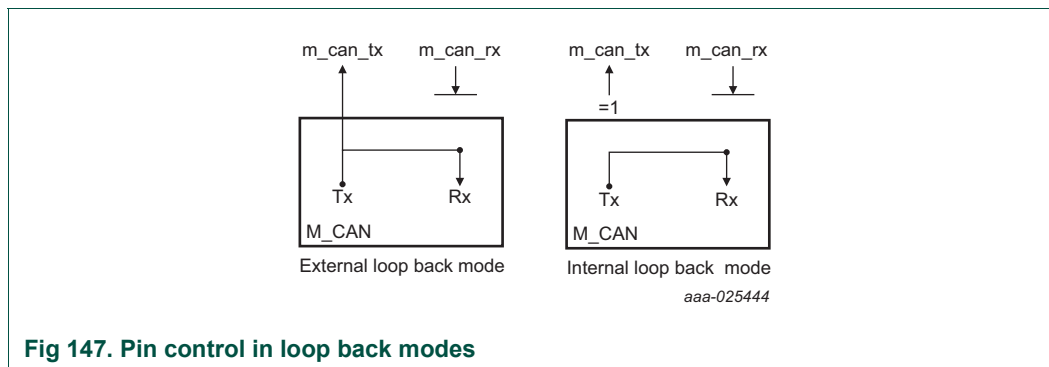 m_can_tx m_can_rx m_can_tx m_can_rx
=1
Tx Rx Tx Rx
M_CAN M_CAN
External loop back mode Internal loop back mode
aaa-025444
Fig 147. Pin control in loop back modes